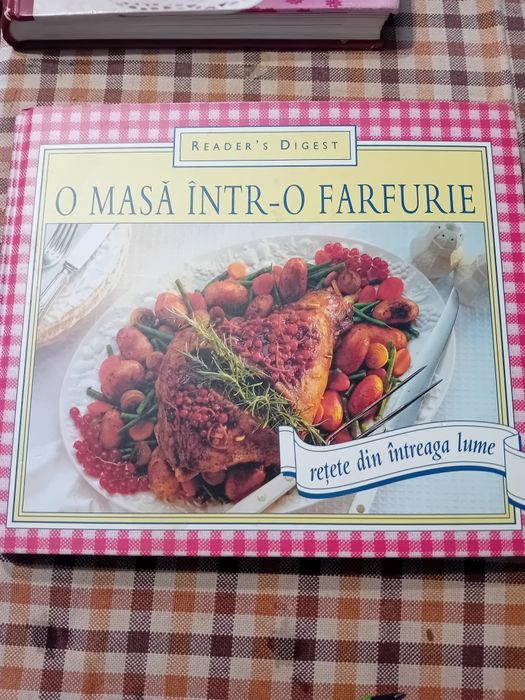 READER'S DIGEST
O MASĂ ÎNTR-O FARFURIE
rețete din întreaga lume